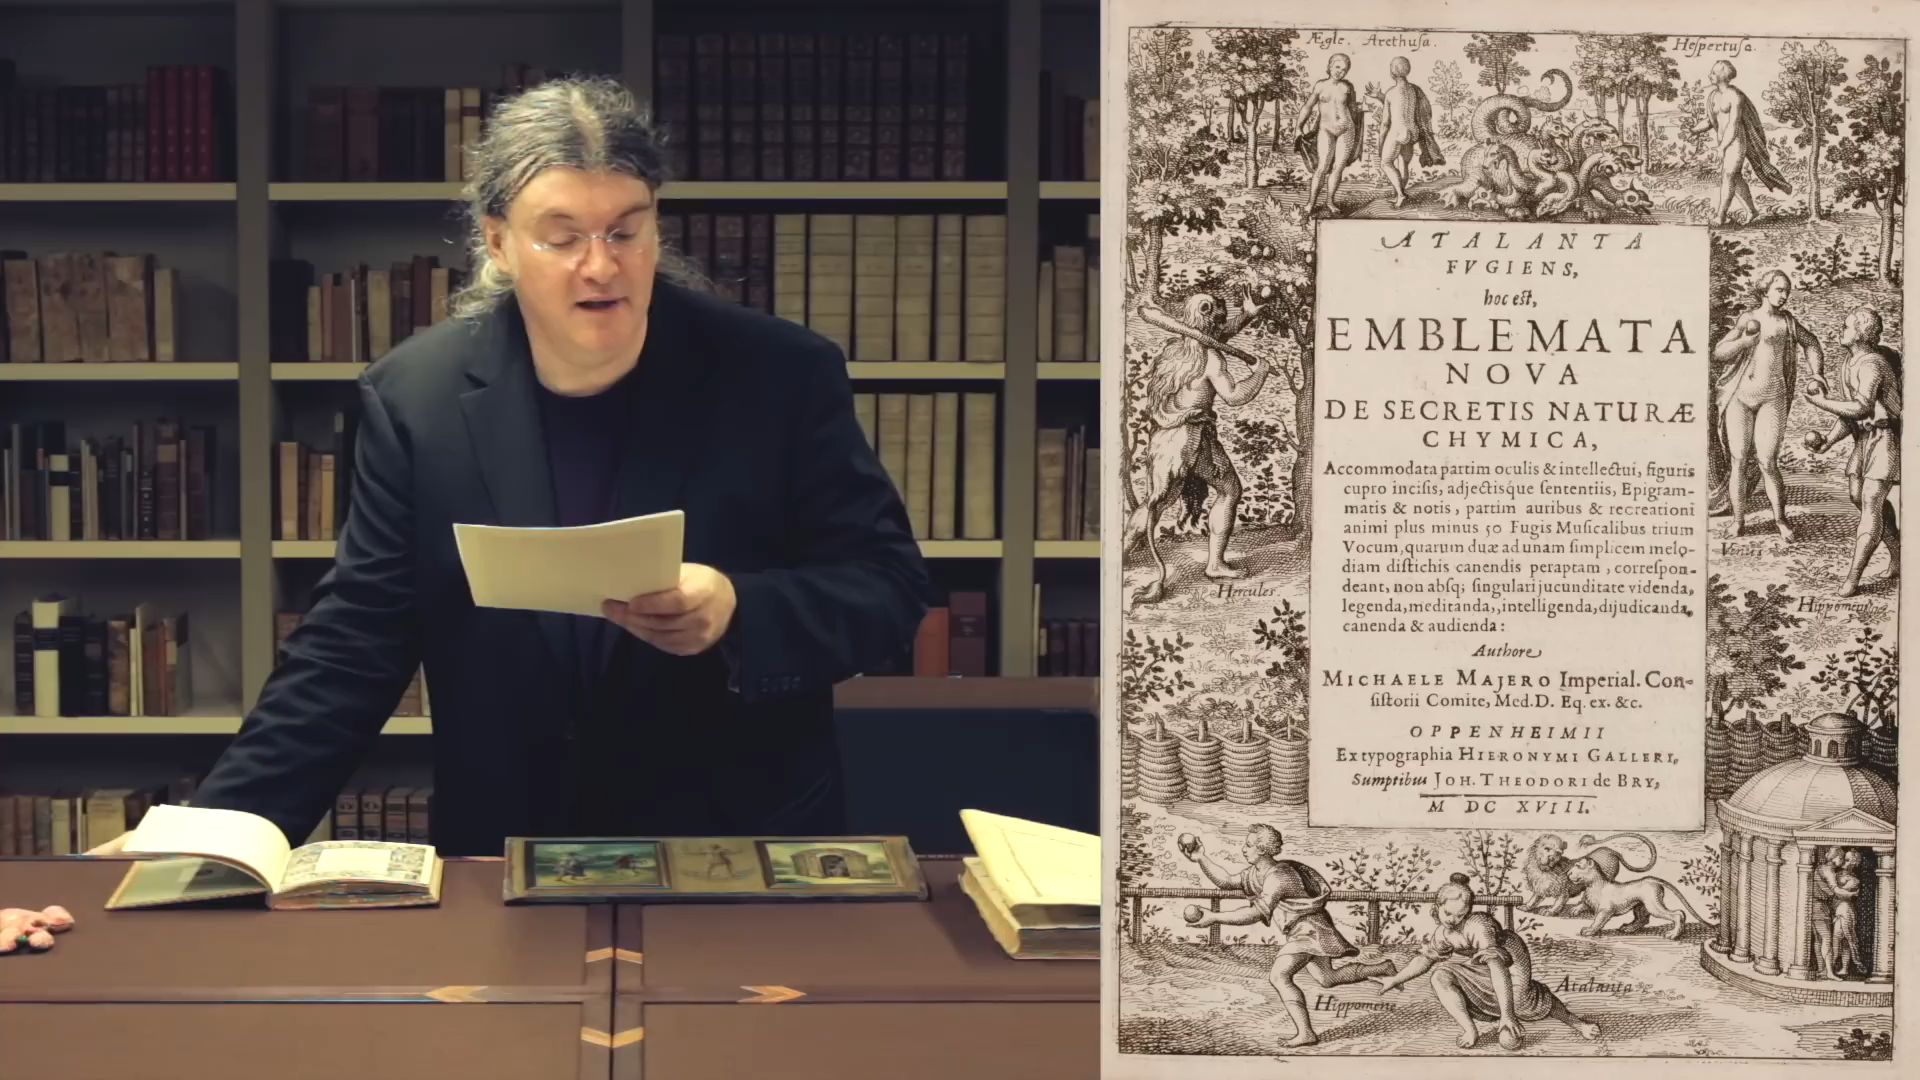 Ægle. Arethusa.
Hespertusa.
ATALANTA
FVGIENS,
hoc est,
EMBLEMATA
NOVA
DE SECRETIS NATURÆ
CHYMICA,
Accommodata partim oculis & intellectui, figuris
cupro incisis, adjectisque sententiis, Epigram-
matis & notis, partim auribus & recreationi
animi plus minus 50 Fugis Musicalibus trium
Vocum, quarum duæ ad unam simplicem melo-
diam distichis canendis peraptam, correspon-
deant, non absq; singulari jucunditate videnda,
legenda, meditanda, intelligenda, dijudicanda,
canenda & audienda:
Authore
MICHAELE MAJERO Imperial. Con-
sistorii Comite, Med.D. Eq. ex. &c.
OPPENHEIMII
Ex typographia HIERONYMI GALLERI,
Sumptibus JOH. THEODORI de BRY,
M DC XVIII.
Hercules.
Venus
Hippomenes
Hippomene
Atalanta